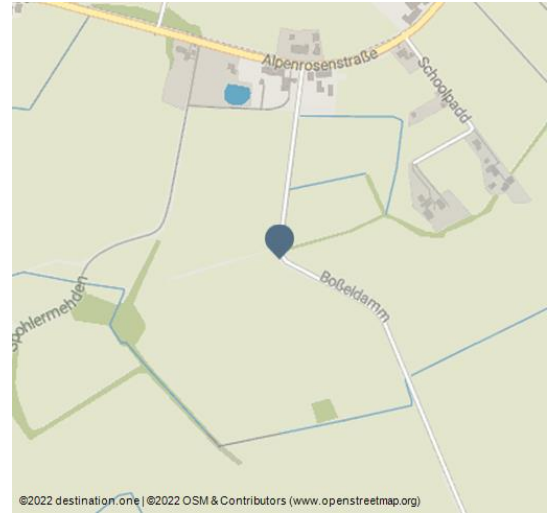 Alpenrosenstraße
Schoolpadd
Boßeldamm
Spohlermehden
©2022 destination.one | ©2022 OSM & Contributors (www.openstreetmap.org)